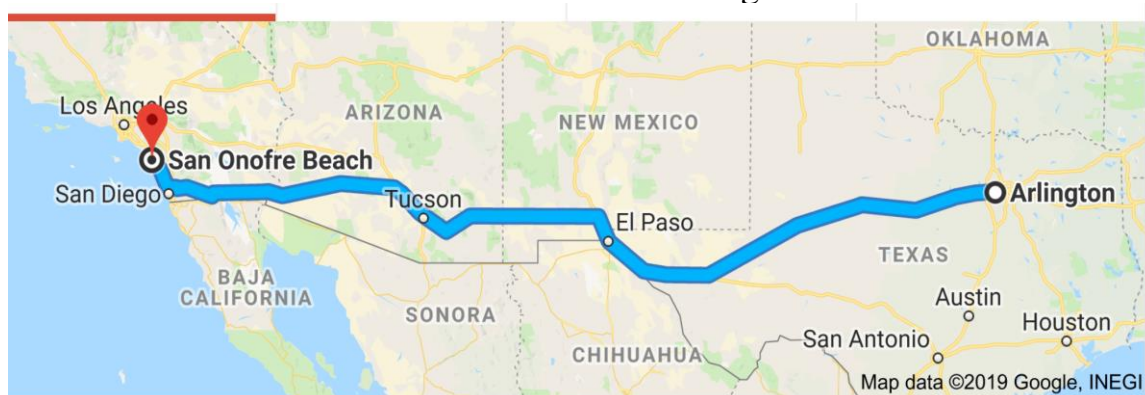 OKLAHOMA
Los Angeles
ARIZONA
NEW MEXICO
San Onofre Beach
San Diego
Tucson
Arlington
El Paso
TEXAS
BAJA
CALIFORNIA
SONORA
Austin
Houston
San Antonio
CHIHUAHUA
Map data ©2019 Google, INEGI